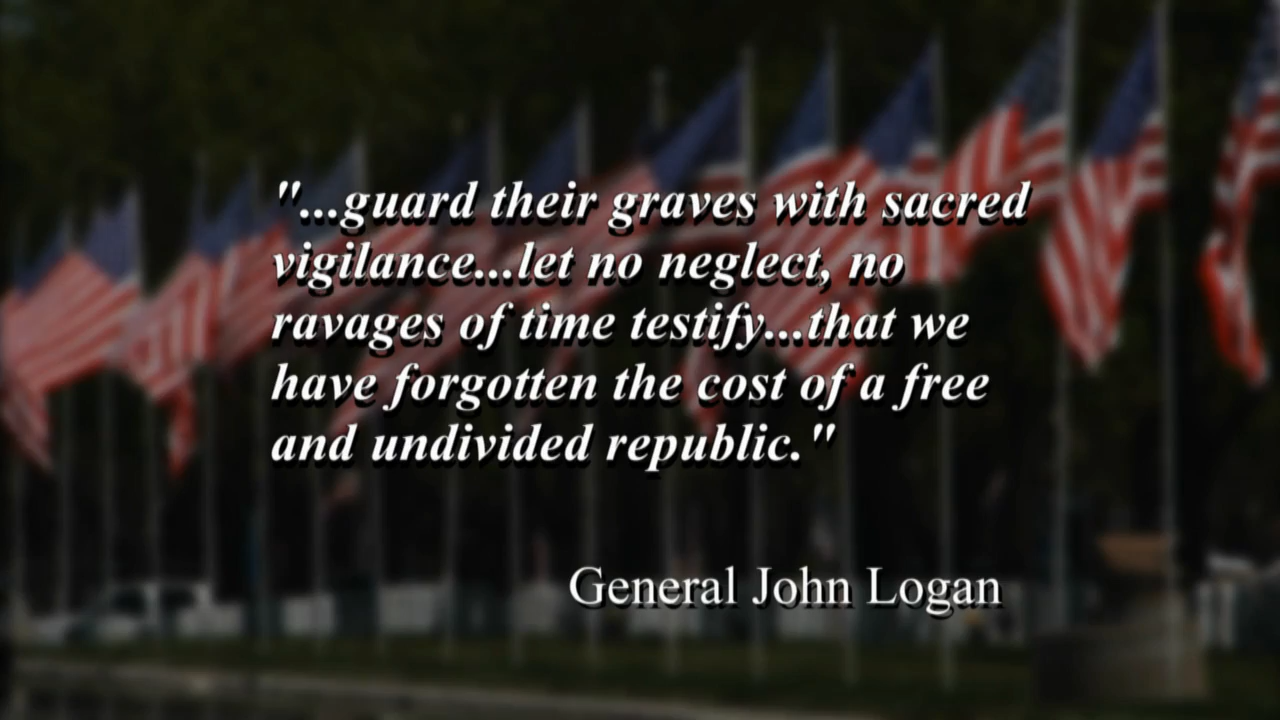 "...guard their graves with sacred
vigilance...let no neglect, no
ravages of time testify...that we
have forgotten the cost of a free
and undivided republic."
General John Logan